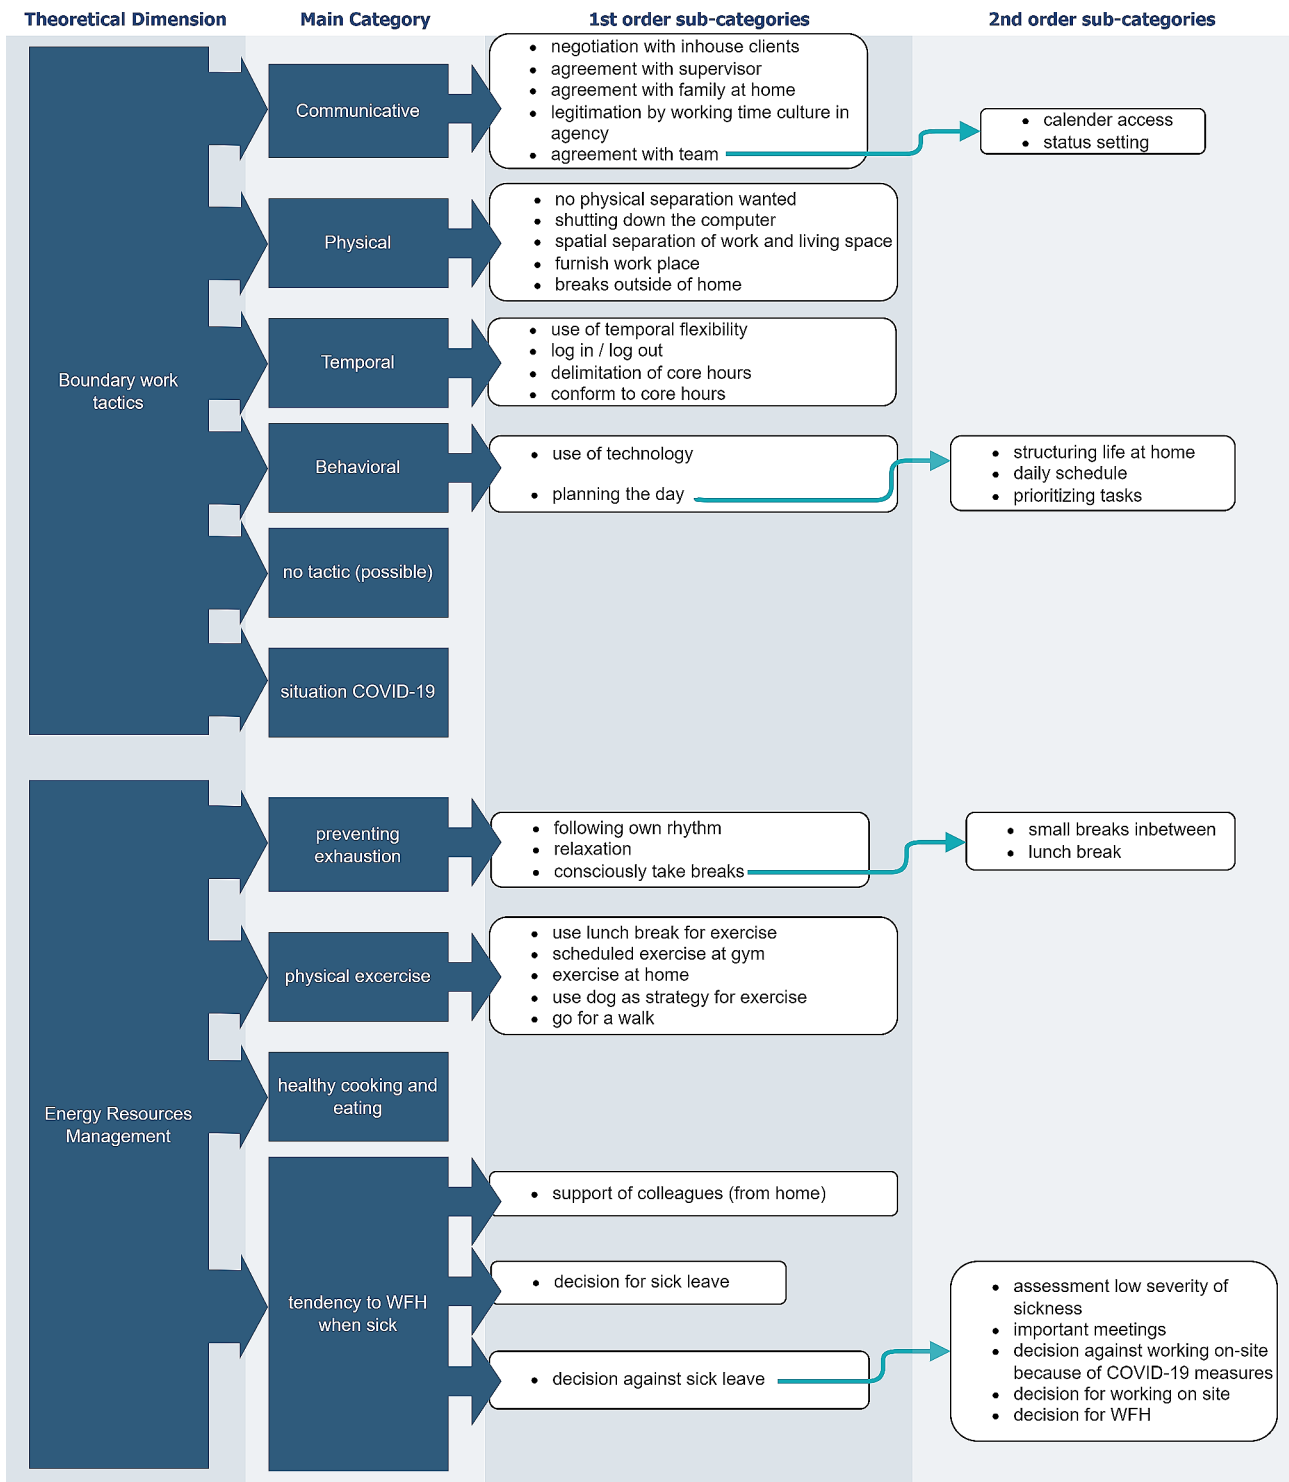 Theoretical Dimension
Main Category
1st order sub-categories
2nd order sub-categories
Boundary work
tactics
Communicative
negotiation with inhouse clients
agreement with supervisor
agreement with family at home
legitimation by working time culture in
agency
agreement with team
calender access
status setting
Physical
no physical separation wanted
shutting down the computer
spatial separation of work and living space
furnish work place
breaks outside of home
Temporal
use of temporal flexibility
log in / log out
delimitation of core hours
conform to core hours
Behavioral
use of technology
planning the day
structuring life at home
daily schedule
prioritizing tasks
no tactic (possible)
situation COVID-19
Energy Resources
Management
preventing
exhaustion
following own rhythm
relaxation
consciously take breaks
small breaks inbetween
lunch break
physical excercise
use lunch break for exercise
scheduled exercise at gym
exercise at home
use dog as strategy for exercise
go for a walk
healthy cooking and
eating
tendency to WFH
when sick
support of colleagues (from home)
decision for sick leave
decision against sick leave
assessment low severity of
sickness
important meetings
decision against working on-site
because of COVID-19 measures
decision for working on site
decision for WFH